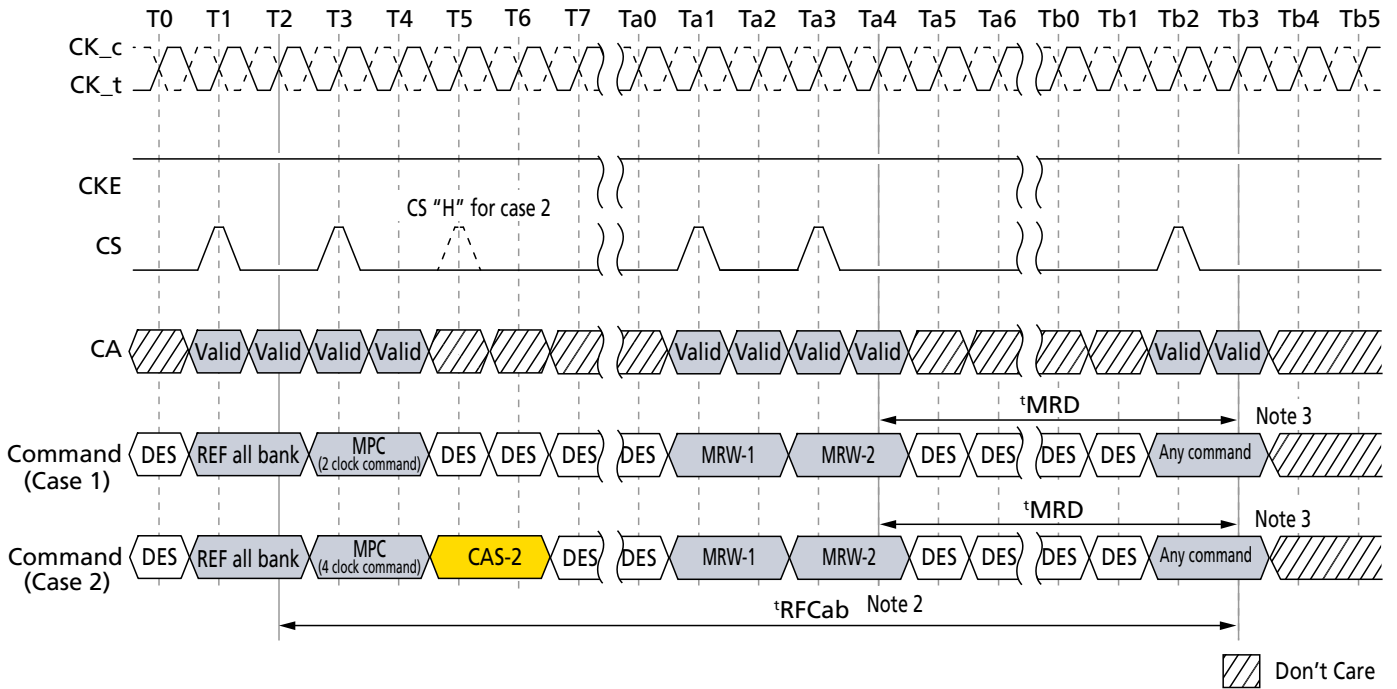 T0 T1 T2 T3 T4 T5 T6 T7 Ta0 Ta1 Ta2 Ta3 Ta4 Ta5 Ta6 Tb0 Tb1 Tb2 Tb3 Tb4 Tb5
CK_c
CK_t
CKE
CS "H" for case 2
CS
CA Valid Valid Valid Valid Valid Valid Valid Valid Valid Valid
tMRD Note 3
Command (Case 1) DES REF all bank MPC (2 clock command) DES DES DES DES MRW-1 MRW-2 DES DES DES DES Any command
tMRD Note 3
Command (Case 2) DES REF all bank MPC (4 clock command) CAS-2 DES DES MRW-1 MRW-2 DES DES DES DES Any command
tRFCab Note 2
Don't Care